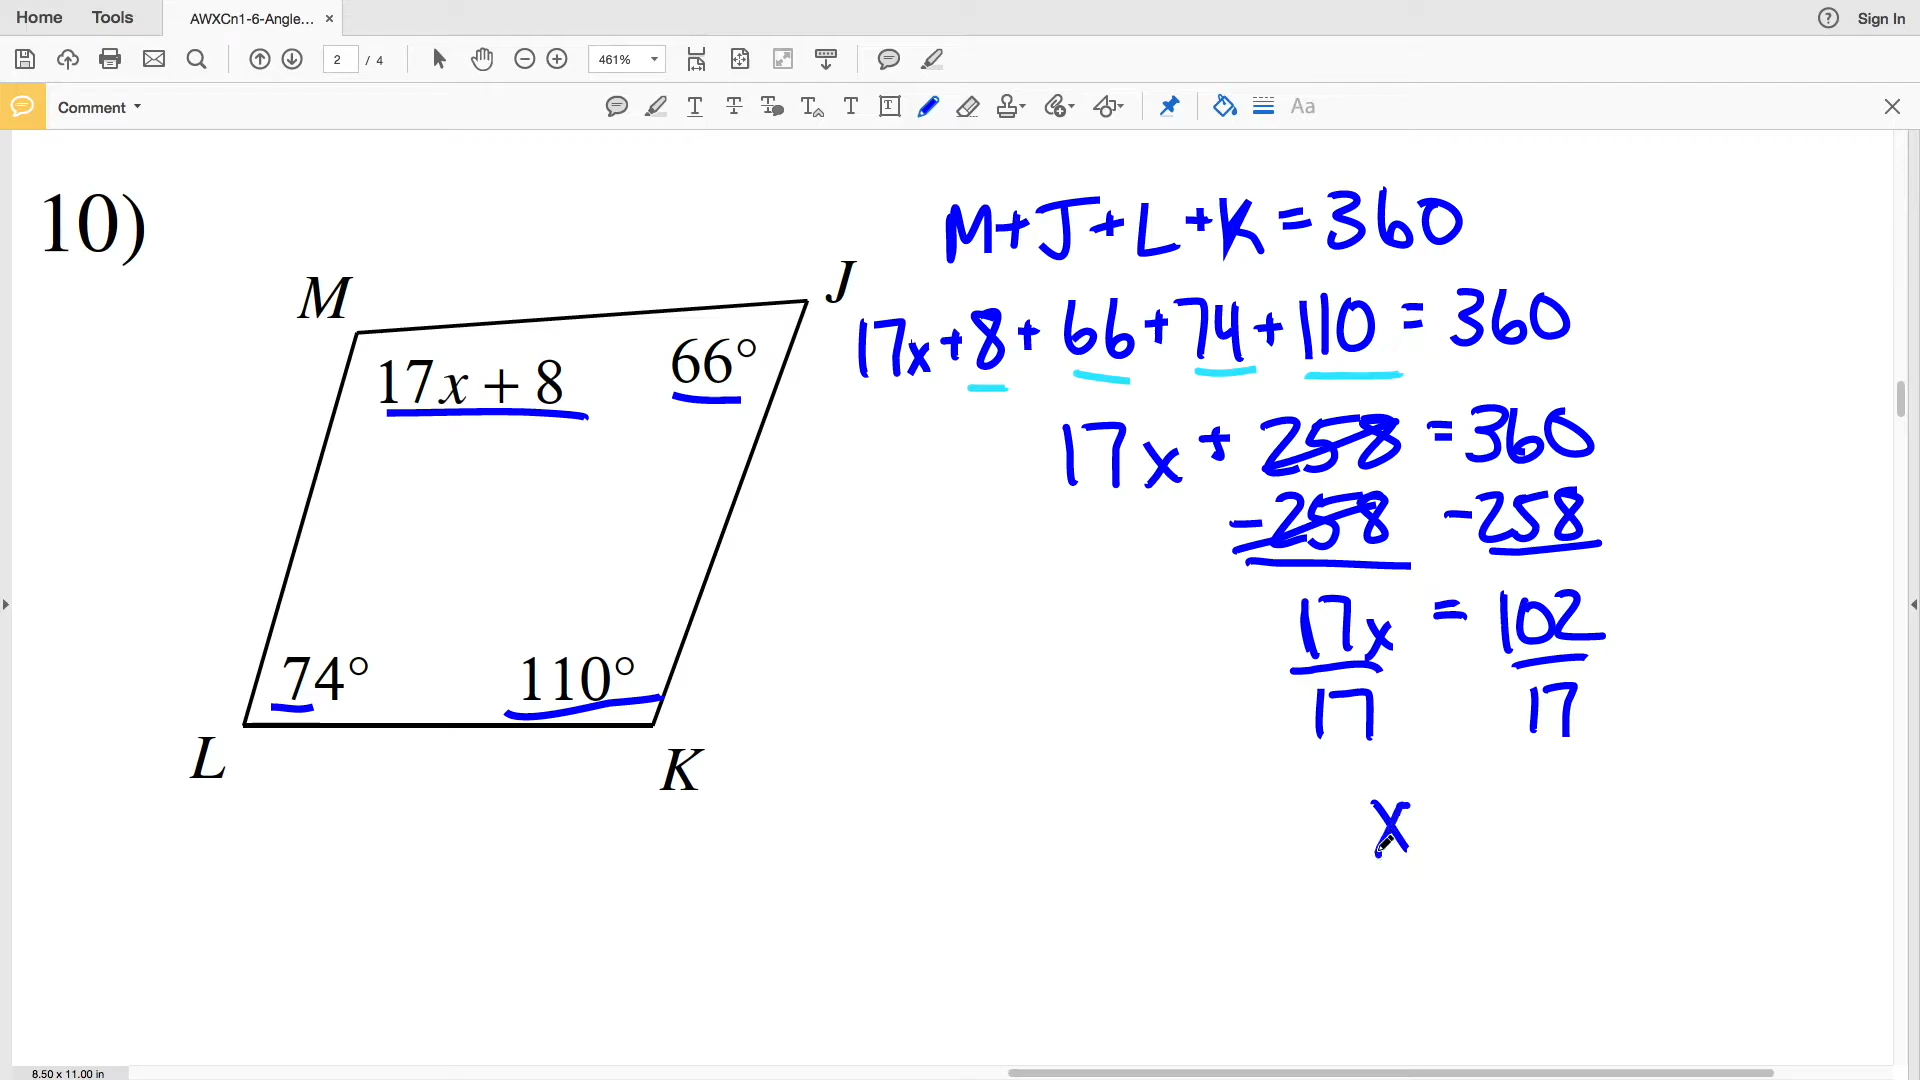 Home Tools AWXCn1-6-Angle... × ? Sign In
2 / 4 461%
Comment T T T T T T Aa
10)
M
J
17x + 8
66°
74°
110°
L
K
M+J+L+K=360
17x+8+66+74+110=360
17x+258=360
-258 -258
17x = 102
17 17
x
8.50 x 11.00 in